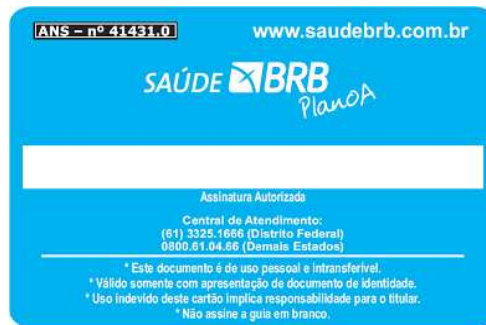 ANS – nº 41431.0
www.saudebrb.com.br
SAÚDE BRB
PlanoA
Assinatura Autorizada
Central de Atendimento:
(61) 3325.1666 (Distrito Federal)
0800.61.04.66 (Demais Estados)
* Este documento é de uso pessoal e intransferível.
* Válido somente com apresentação de documento de identidade.
* Uso indevido deste cartão implica responsabilidade para o titular.
* Não assine a guia em branco.